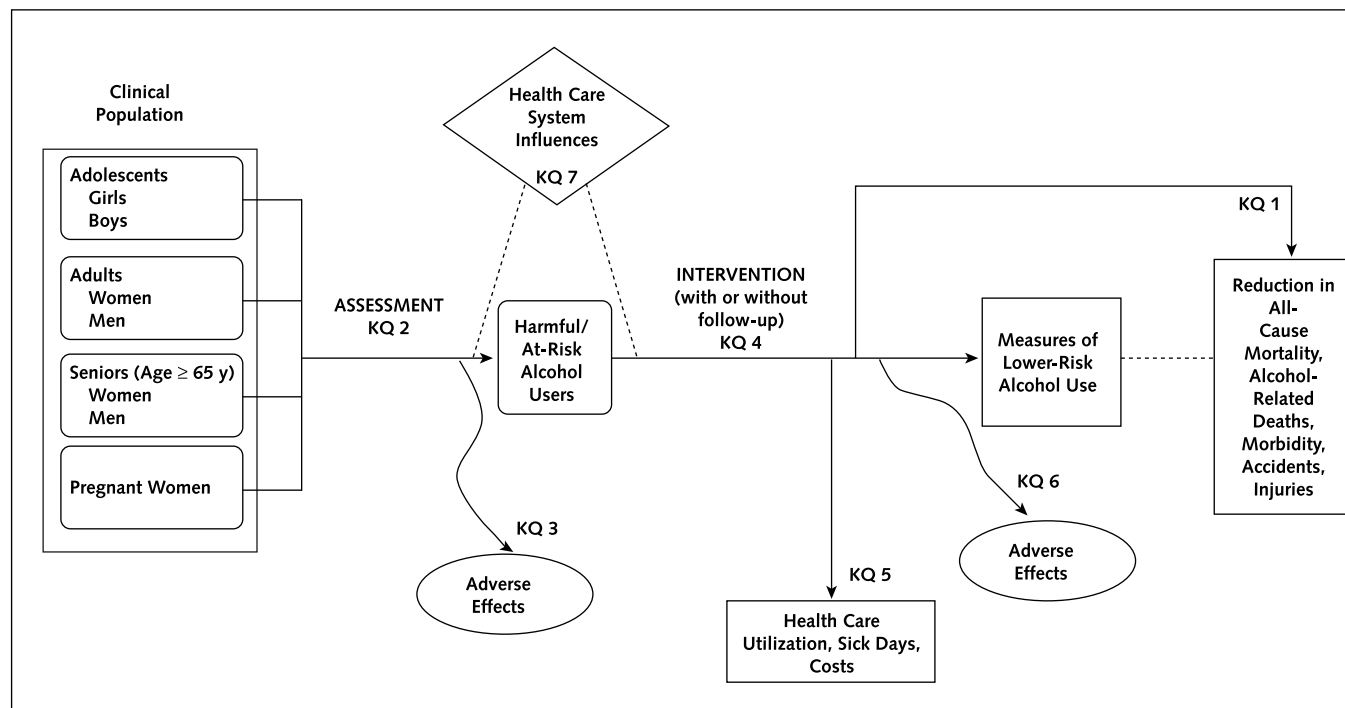 Clinical
Population
Adolescents
Girls
Boys
Adults
Women
Men
Seniors (Age ≥ 65 y)
Women
Men
Pregnant Women
ASSESSMENT
KQ 2
KQ 3
Adverse
Effects
Health Care
System
Influences
KQ 7
Harmful/
At-Risk
Alcohol
Users
INTERVENTION
(with or without
follow-up)
KQ 4
KQ 5
Health Care
Utilization, Sick Days,
Costs
KQ 6
Adverse
Effects
Measures of
Lower-Risk
Alcohol Use
KQ 1
Reduction in
All-
Cause
Mortality,
Alcohol-
Related
Deaths,
Morbidity,
Accidents,
Injuries